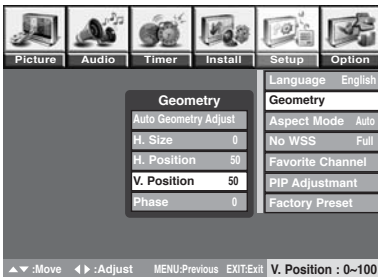 Picture Audio Timer Install Setup Option
Language English
Geometry
Aspect Mode Auto
No WSS Full
Favorite Channel
PIP Adjustmant
Factory Preset
Geometry
Auto Geometry Adjust
H. Size 0
H. Position 50
V. Position 50
Phase 0
▲▼ :Move ◀▶ :Adjust MENU:Previous EXIT:Exit V. Position : 0~100